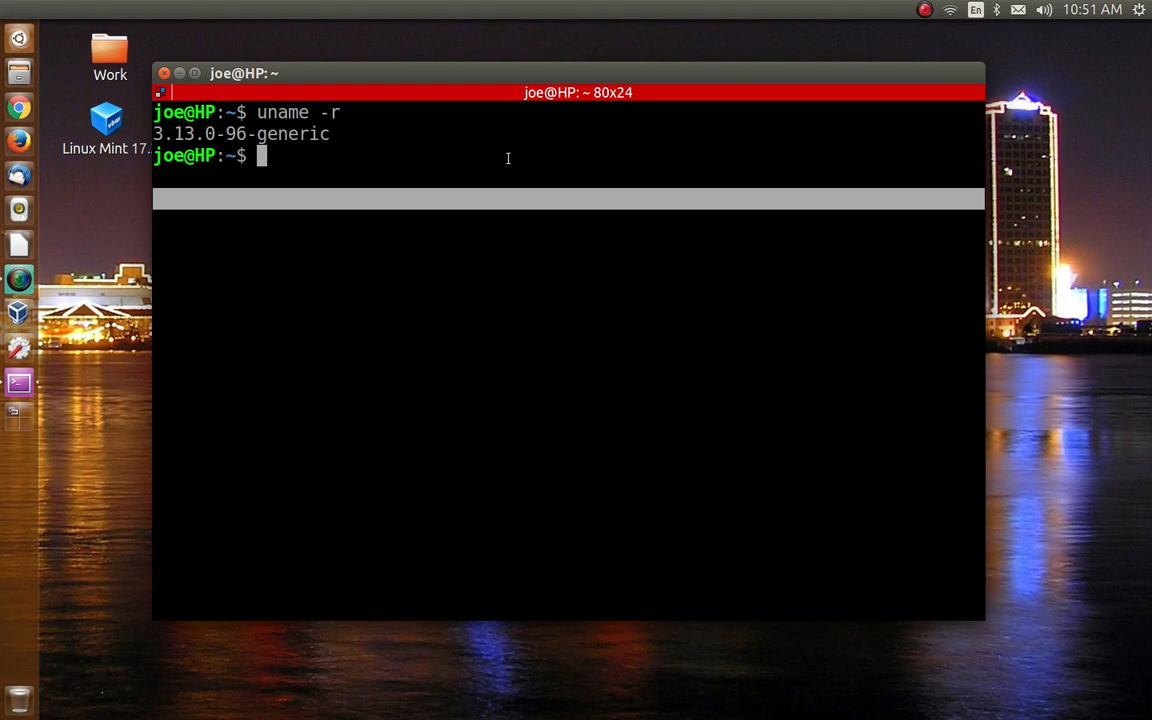 En
10:51 AM
Work
Linux Mint 17.
joe@HP: ~
joe@HP: ~ 80x24
joe@HP:~$ uname -r
3.13.0-96-generic
joe@HP:~$